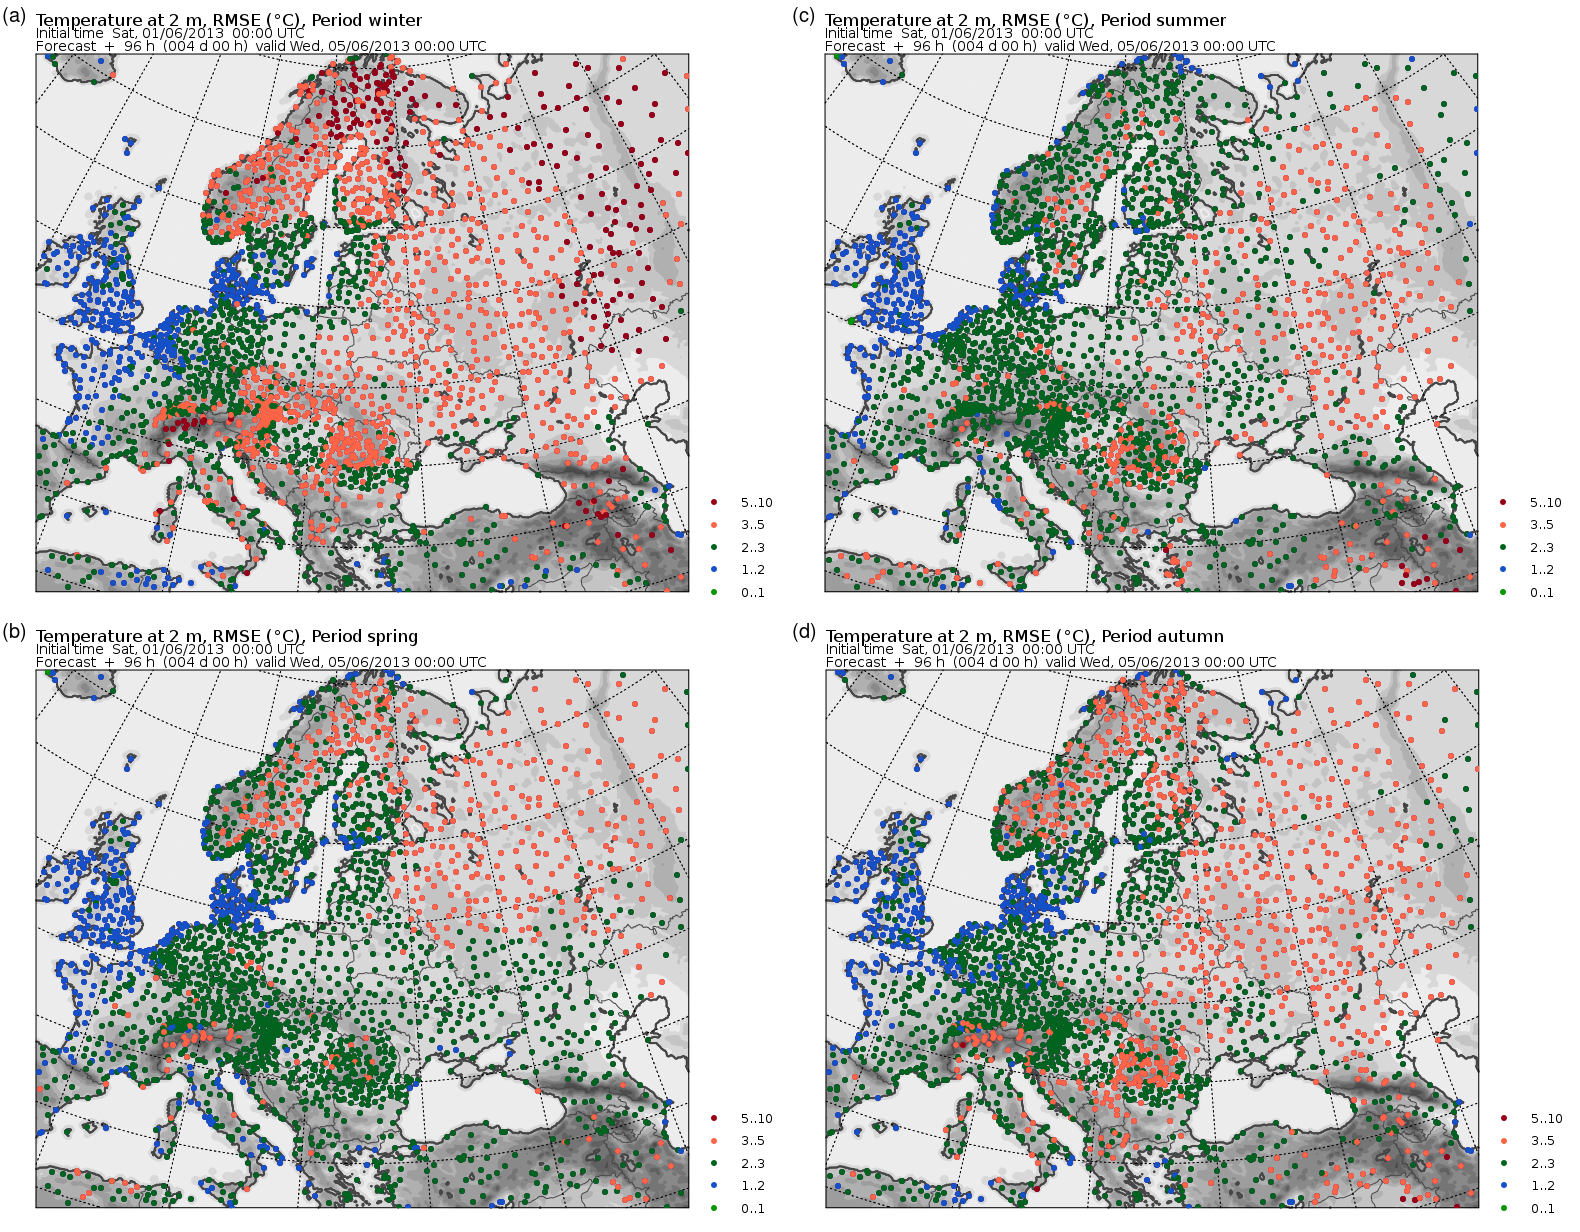 (a)
Temperature at 2 m, RMSE (°C), Period winter
Initial time  Sat, 01/06/2013  00:00 UTC
Forecast  +  96 h  (004 d 00 h)  valid Wed, 05/06/2013 00:00 UTC
5..10
3..5
2..3
1..2
0..1
(c)
Temperature at 2 m, RMSE (°C), Period summer
Initial time  Sat, 01/06/2013  00:00 UTC
Forecast  +  96 h  (004 d 00 h)  valid Wed, 05/06/2013 00:00 UTC
5..10
3..5
2..3
1..2
0..1
(b)
Temperature at 2 m, RMSE (°C), Period spring
Initial time  Sat, 01/06/2013  00:00 UTC
Forecast  +  96 h  (004 d 00 h)  valid Wed, 05/06/2013 00:00 UTC
5..10
3..5
2..3
1..2
0..1
(d)
Temperature at 2 m, RMSE (°C), Period autumn
Initial time  Sat, 01/06/2013  00:00 UTC
Forecast  +  96 h  (004 d 00 h)  valid Wed, 05/06/2013 00:00 UTC
5..10
3..5
2..3
1..2
0..1